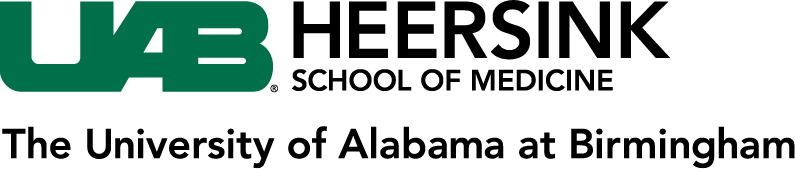 UAB® HEERSINK
SCHOOL OF MEDICINE
The University of Alabama at Birmingham